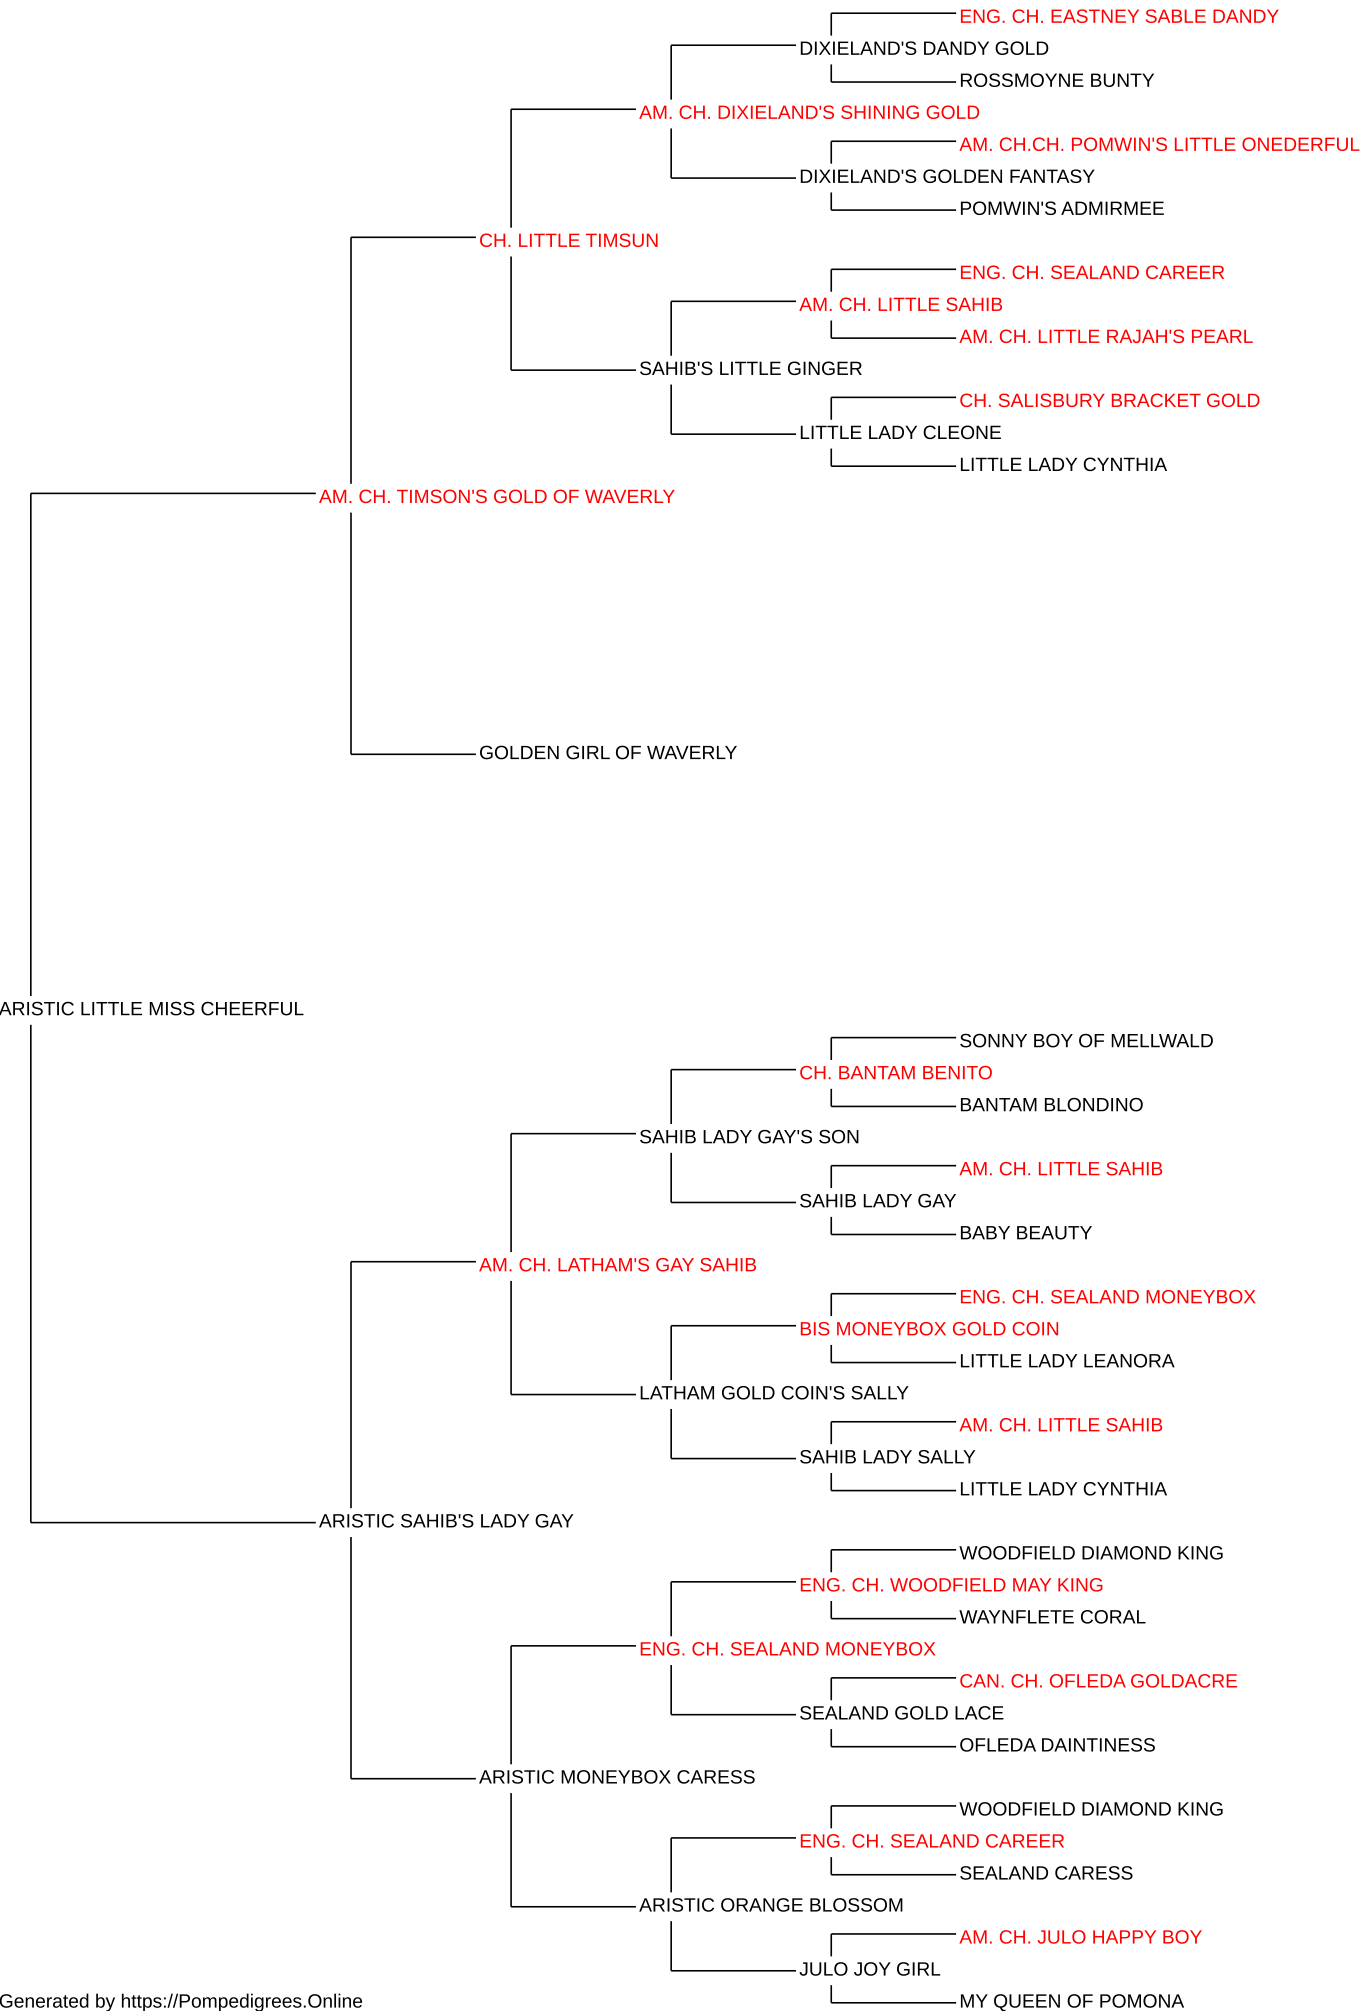 ENG. CH. EASTNEY SABLE DANDY
DIXIELAND'S DANDY GOLD
ROSSMOYNE BUNTY
AM. CH. DIXIELAND'S SHINING GOLD
AM. CH.CH. POMWIN'S LITTLE ONEDERFUL
DIXIELAND'S GOLDEN FANTASY
POMWIN'S ADMIRMEE
CH. LITTLE TIMSUN
ENG. CH. SEALAND CAREER
AM. CH. LITTLE SAHIB
AM. CH. LITTLE RAJAH'S PEARL
SAHIB'S LITTLE GINGER
CH. SALISBURY BRACKET GOLD
LITTLE LADY CLEONE
LITTLE LADY CYNTHIA
AM. CH. TIMSON'S GOLD OF WAVERLY
GOLDEN GIRL OF WAVERLY
ARISTIC LITTLE MISS CHEERFUL
SONNY BOY OF MELLWALD
CH. BANTAM BENITO
BANTAM BLONDINO
SAHIB LADY GAY'S SON
AM. CH. LITTLE SAHIB
SAHIB LADY GAY
BABY BEAUTY
AM. CH. LATHAM'S GAY SAHIB
ENG. CH. SEALAND MONEYBOX
BIS MONEYBOX GOLD COIN
LITTLE LADY LEANORA
LATHAM GOLD COIN'S SALLY
AM. CH. LITTLE SAHIB
SAHIB LADY SALLY
LITTLE LADY CYNTHIA
ARISTIC SAHIB'S LADY GAY
WOODFIELD DIAMOND KING
ENG. CH. WOODFIELD MAY KING
WAYNFLETE CORAL
ENG. CH. SEALAND MONEYBOX
CAN. CH. OFLEDA GOLDACRE
SEALAND GOLD LACE
OFLEDA DAINTINESS
ARISTIC MONEYBOX CARESS
WOODFIELD DIAMOND KING
ENG. CH. SEALAND CAREER
SEALAND CARESS
ARISTIC ORANGE BLOSSOM
AM. CH. JULO HAPPY BOY
JULO JOY GIRL
MY QUEEN OF POMONA
Generated by https://Pompedigrees.Online